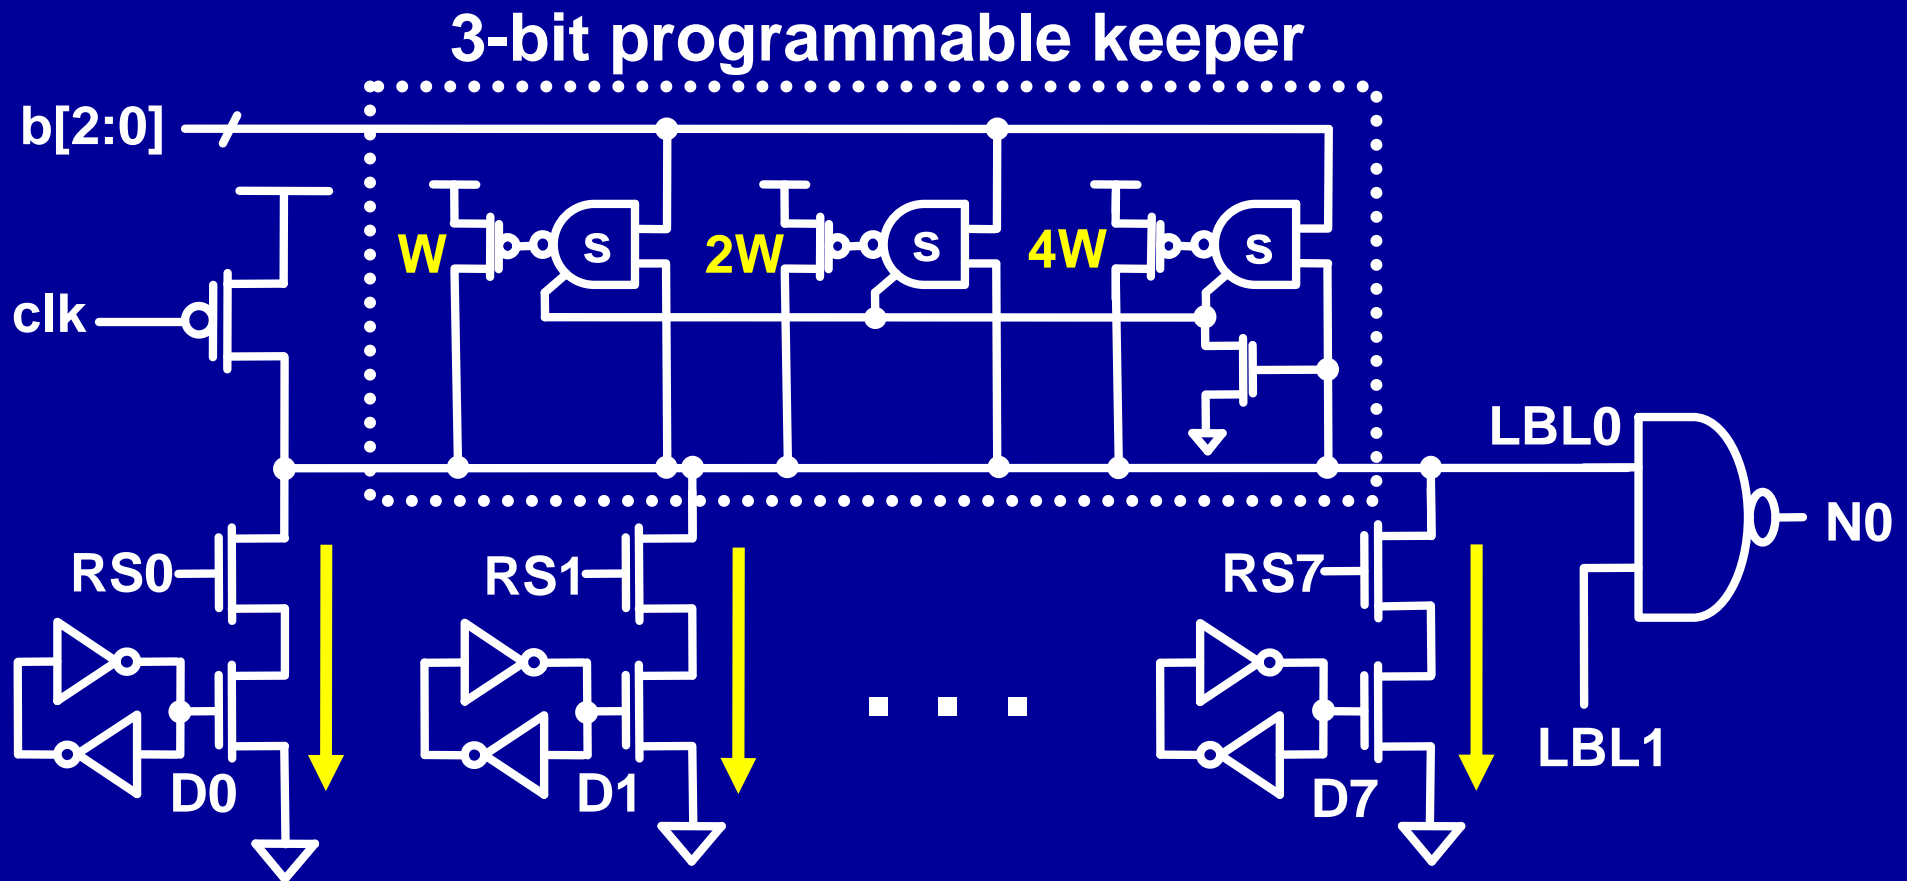 3-bit programmable keeper
b[2:0]
W
s
2W
s
4W
s
clk
LBL0
N0
RS0
RS1
RS7
LBL1
D0
D1
D7